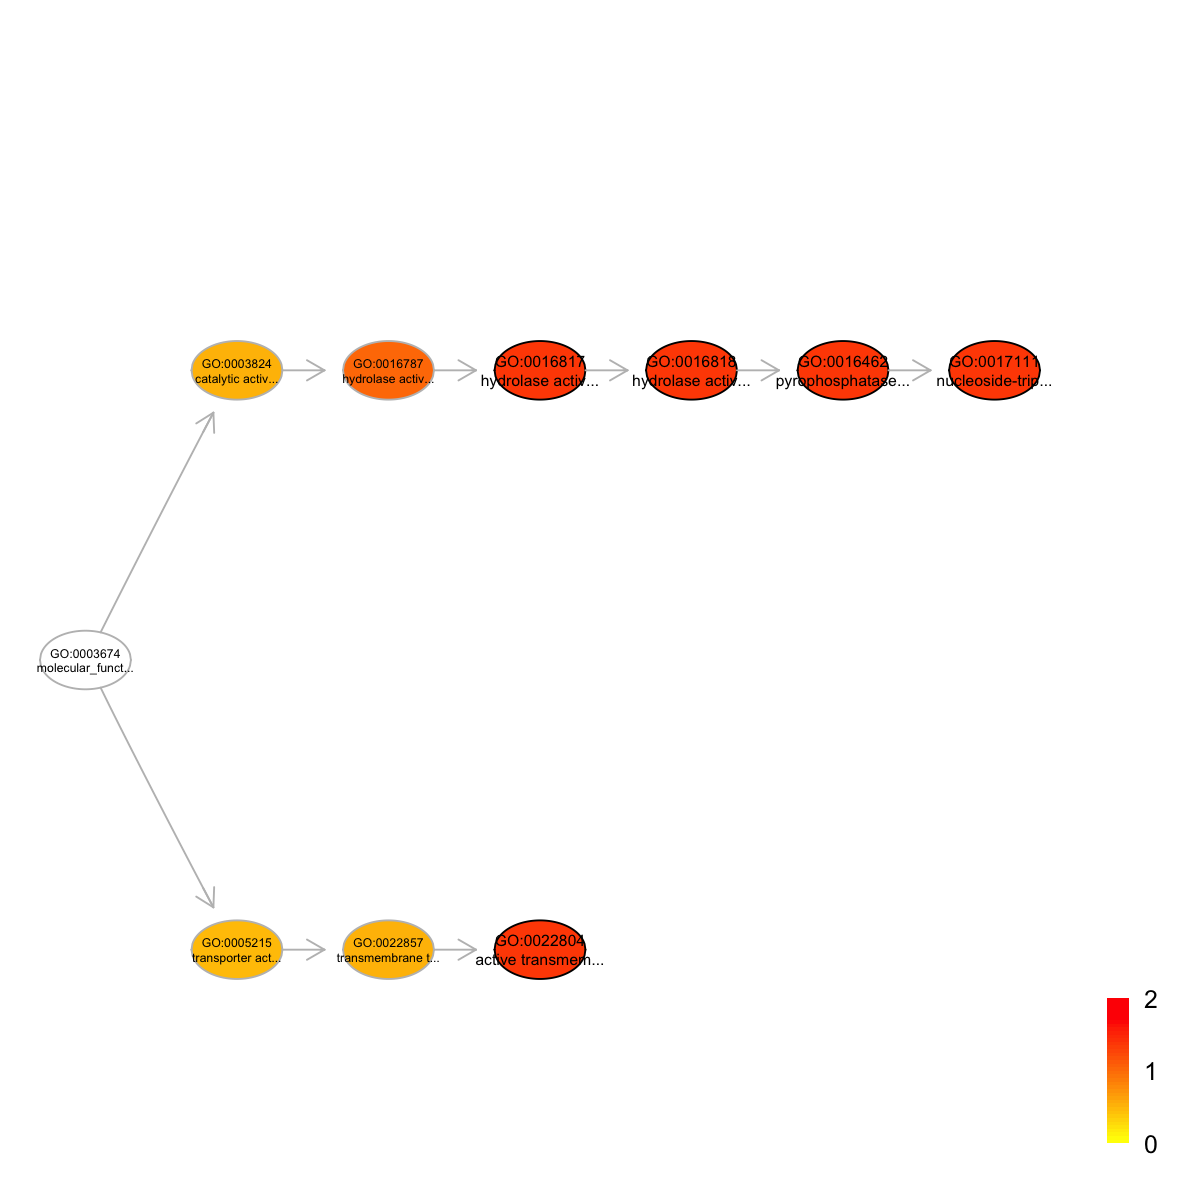 GO:0003824
catalytic activ...
GO:0016787
hydrolase activ...
GO:0016817
hydrolase activ...
GO:0016818
hydrolase activ...
GO:0016462
pyrophosphatase...
GO:0017111
nucleoside-trip...
GO:0003674
molecular_funct...
GO:0005215
transporter act...
GO:0022857
transmembrane t...
GO:0022804
active transmem...
2
1
0